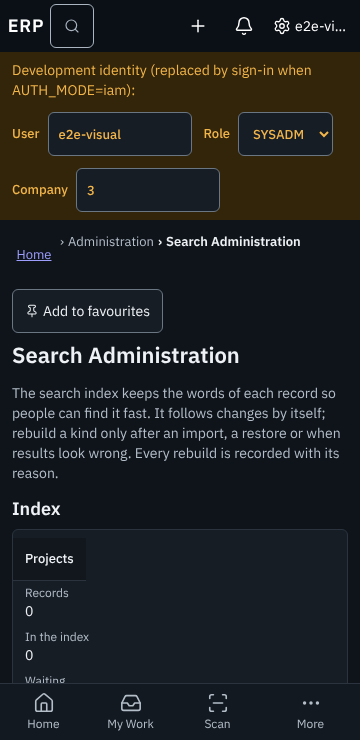 ERP
e2e-vi...
Development identity (replaced by sign-in when
AUTH_MODE=iam):
User e2e-visual Role SYSADM
Company 3
Home › Administration › Search Administration
Add to favourites
Search Administration
The search index keeps the words of each record so
people can find it fast. It follows changes by itself;
rebuild a kind only after an import, a restore or when
results look wrong. Every rebuild is recorded with its
reason.
Index
Projects
Records
0
In the index
0
Waiting
Home My Work Scan More